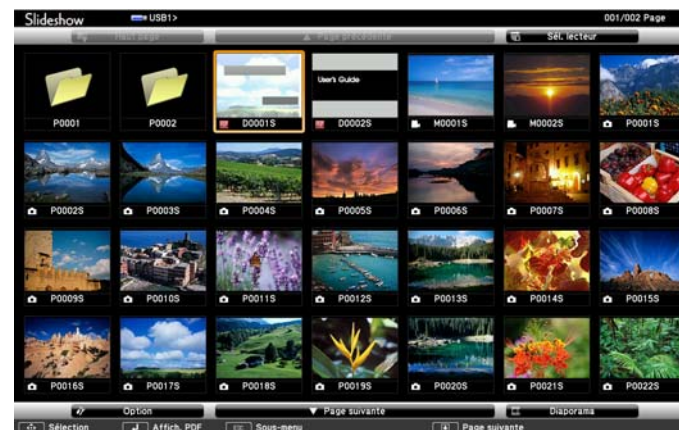 Slideshow USB1> 001/002 Page
Haut page ▲ Page précédente Sél. lecteur
User's Guide
P0001 P0002 D0001S D0002S M0001S M0002S P0001S
P0002S P0003S P0004S P0005S P0006S P0007S P0008S
P0009S P0010S P0011S P0012S P0013S P0014S P0015S
P0016S P0017S P0018S P0019S P0020S P0021S P0022S
Option ▼ Page suivante Diaporama
Sélection Affich. PDF Esc Sous-menu Page suivante